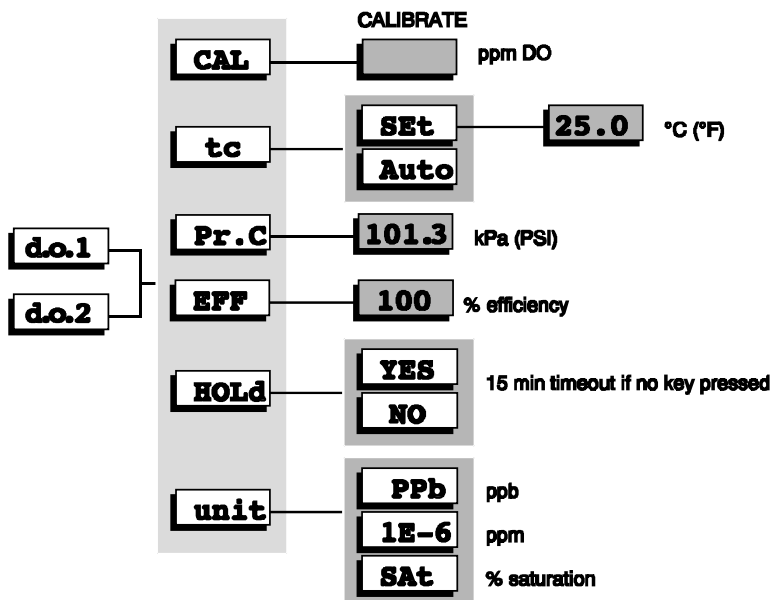 CALIBRATE
CAL
ppm DO
tc
SEt
25.0
°C (°F)
Auto
Pr.C
101.3
kPa (PSI)
d.o.1
d.o.2
EFF
100
% efficiency
HOLd
YES
NO
15 min timeout if no key pressed
unit
PPb
ppb
1E-6
ppm
SAt
% saturation